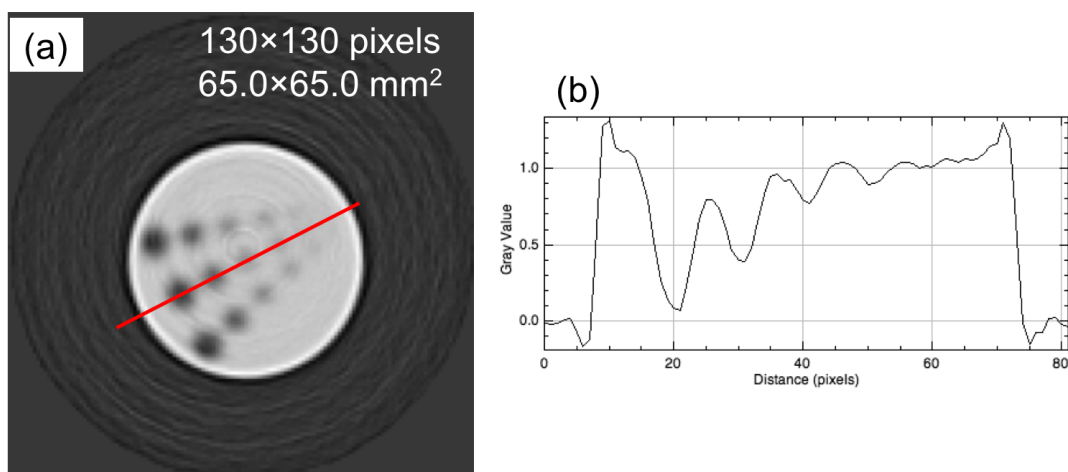 (a)
130×130 pixels
65.0×65.0 mm²
(b)
1.0
0.5
0.0
Gray Value
0
20
40
60
80
Distance (pixels)